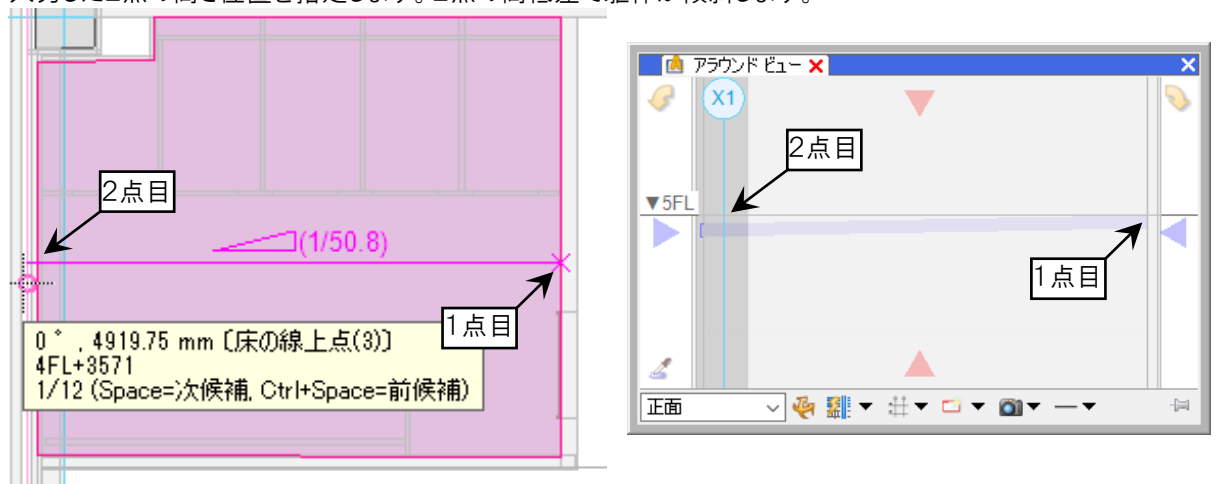 2点目
(1/50.8)
1点目
0 ° , 4919.75 mm 〔床の線上点(3)〕
4FL+3571
1/12 (Space=次候補, Ctrl+Space=前候補)
アラウンド ビュー
X1
2点目
▼5FL
1点目
正面